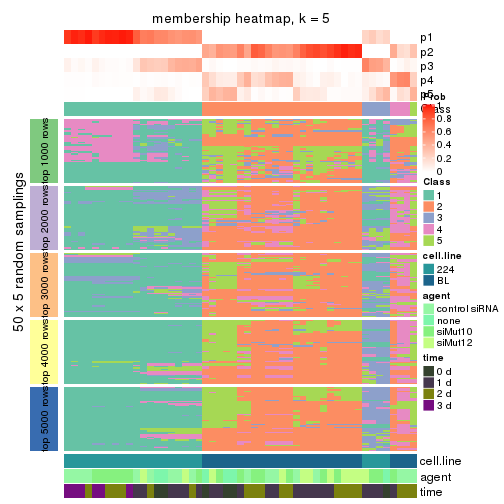 membership heatmap, k = 5
p1
p2
p3
p4
p5
Prob
Class
1
0.8
0.6
0.4
0.2
0
Class
1
2
3
4
5
cell.line
224
BL
agent
control siRNA
none
siMut10
siMut12
time
0 d
1 d
2 d
3 d
50 x 5 random samplings
top 1000 rows
top 2000 rows
top 3000 rows
top 4000 rows
top 5000 rows
cell.line
agent
time